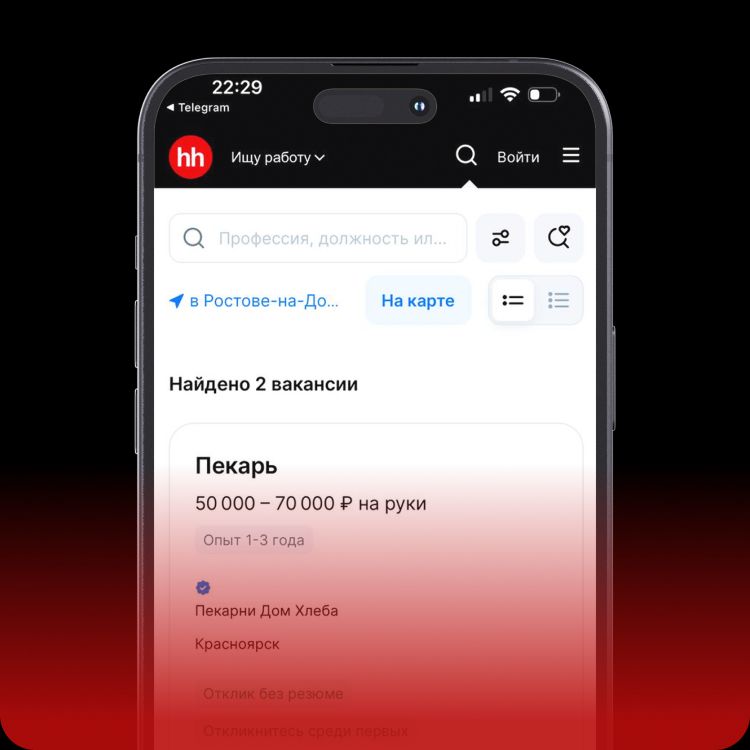 22:29
◀ Telegram
hh Ищу работу Войти
Профессия, должность ил...
в Ростове-на-До... На карте
Найдено 2 вакансии
Пекарь
50 000 – 70 000 ₽ на руки
Опыт 1-3 года
Пекарни Дом Хлеба
Красноярск
Отклик без резюме
Откликнитесь среди первых